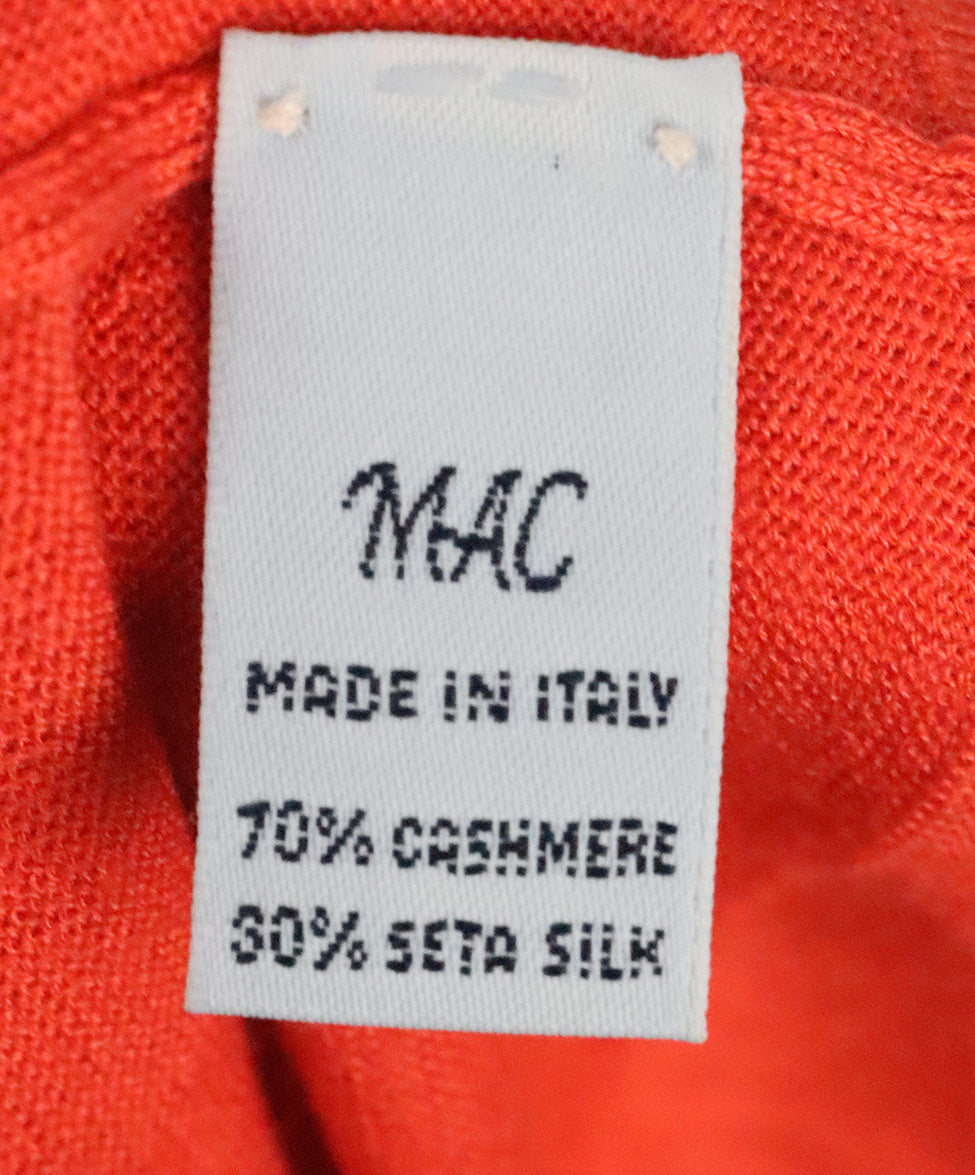 MAC
MADE IN ITALY
70% CASHMERE
30% SETA SILK